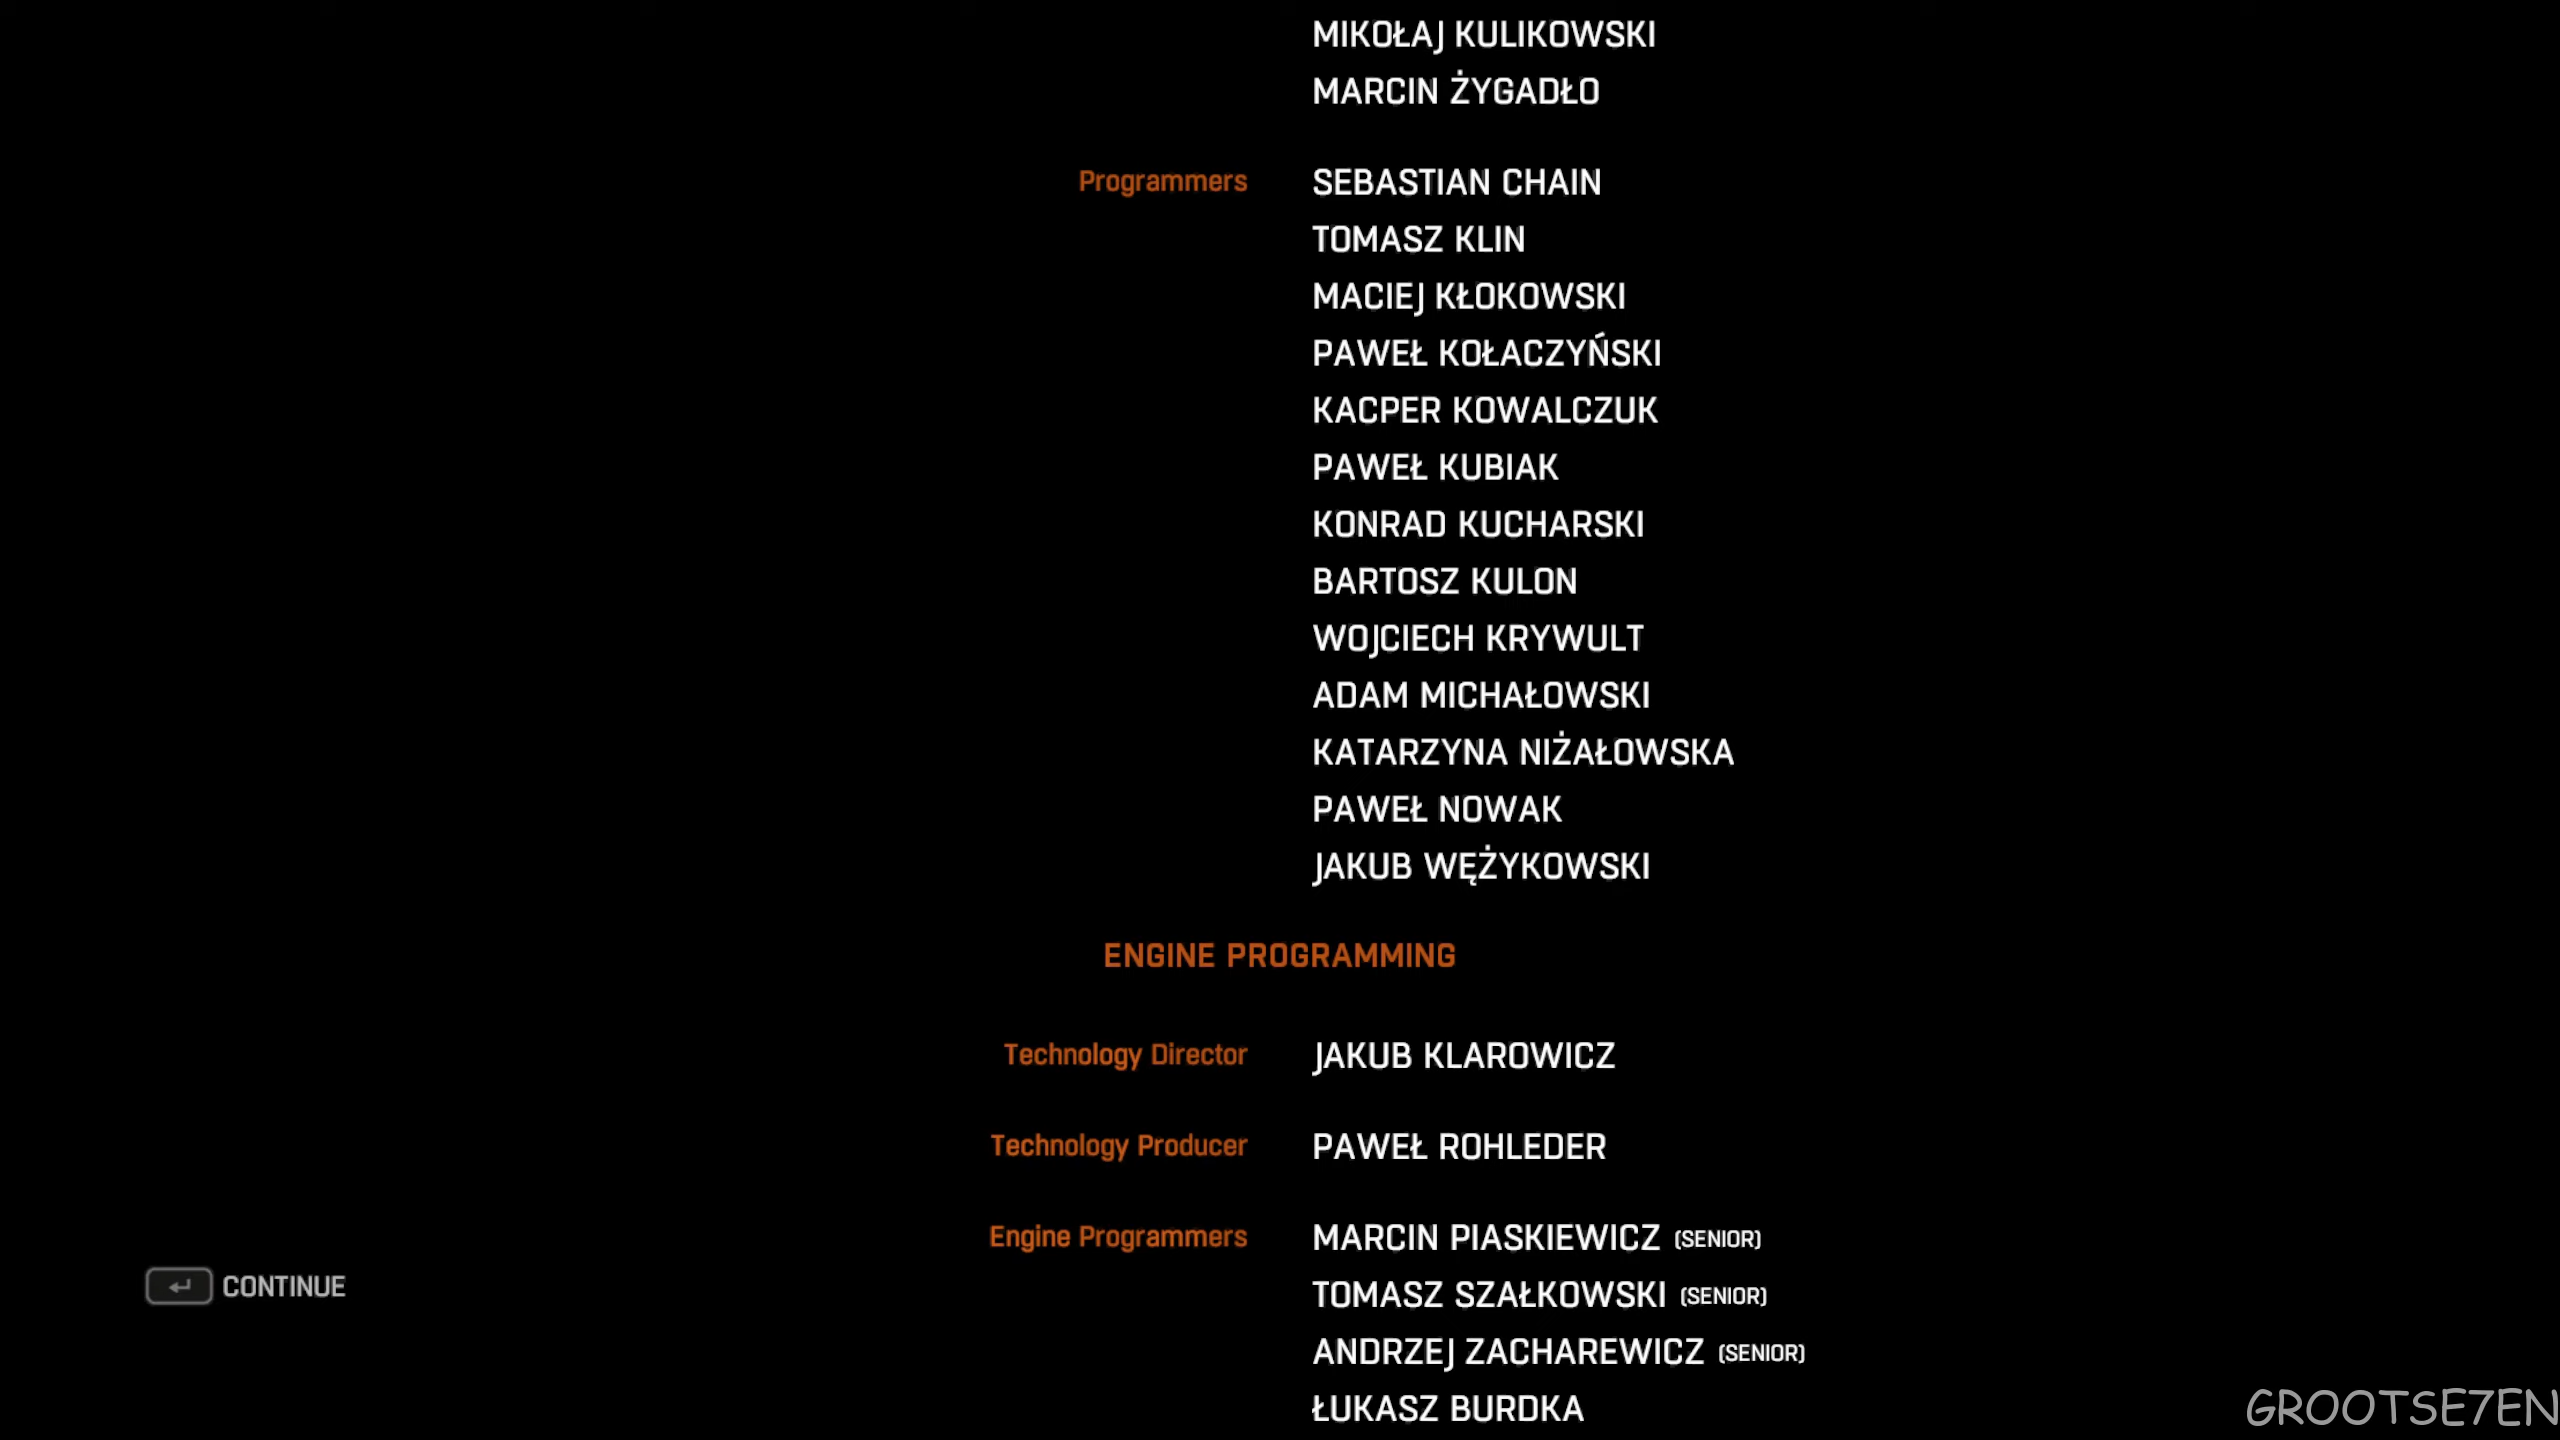 MIKOŁAJ KULIKOWSKI
MARCIN ŻYGADŁO
Programmers SEBASTIAN CHAIN
TOMASZ KLIN
MACIEJ KŁOKOWSKI
PAWEŁ KOŁACZYŃSKI
KACPER KOWALCZUK
PAWEŁ KUBIAK
KONRAD KUCHARSKI
BARTOSZ KULON
WOJCIECH KRYWULT
ADAM MICHAŁOWSKI
KATARZYNA NIŻAŁOWSKA
PAWEŁ NOWAK
JAKUB WĘŻYKOWSKI
ENGINE PROGRAMMING
Technology Director JAKUB KLAROWICZ
Technology Producer PAWEŁ ROHLEDER
Engine Programmers MARCIN PIASKIEWICZ (SENIOR)
TOMASZ SZAŁKOWSKI (SENIOR)
ANDRZEJ ZACHAREWICZ (SENIOR)
ŁUKASZ BURDKA
CONTINUE
GROOTSE7EN